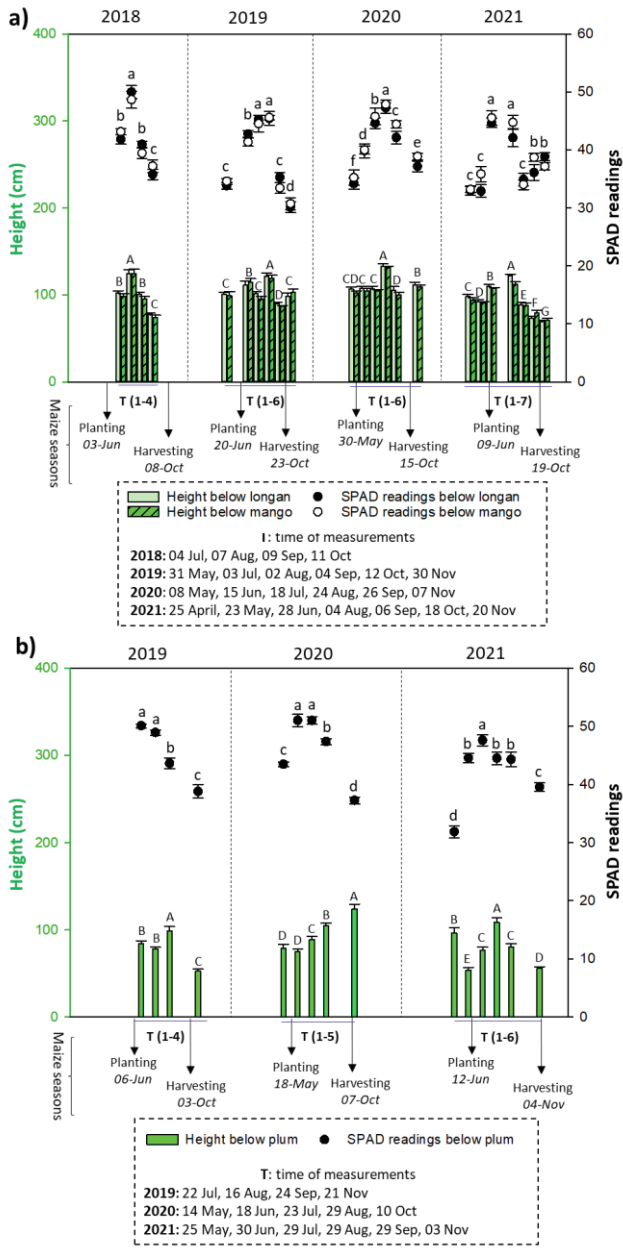 a)
2018 2019 2020 2021
400 60
300 50
200 40
100 30
0 20
10
0
Height (cm)
SPAD readings
a b b c
a a b c c d
a b c d e f
a a b b c c c
B A B C
C B C A D C
CD C C A D B
C D B A E F G
Maize seasons
T (1-4) T (1-6) T (1-6) T (1-7)
Planting
03-Jun
Harvesting
08-Oct
Planting
20-Jun
Harvesting
23-Oct
Planting
30-May
Harvesting
15-Oct
Planting
09-Jun
Harvesting
19-Oct
Height below longan SPAD readings below longan
Height below mango SPAD readings below mango
T: time of measurements
2018: 04 Jul, 07 Aug, 09 Sep, 11 Oct
2019: 31 May, 03 Jul, 02 Aug, 04 Sep, 12 Oct, 30 Nov
2020: 08 May, 15 Jun, 18 Jul, 24 Aug, 26 Sep, 07 Nov
2021: 25 April, 23 May, 28 Jun, 04 Aug, 06 Sep, 18 Oct, 20 Nov
b)
2019 2020 2021
400 60
300 50
200 40
100 30
0 20
10
0
Height (cm)
SPAD readings
a a b c
c a a b d
d b a b b c
B B A C
D D C B A
B E C A C D
Maize seasons
T (1-4) T (1-5) T (1-6)
Planting
06-Jun
Harvesting
03-Oct
Planting
18-May
Harvesting
07-Oct
Planting
12-Jun
Harvesting
04-Nov
Height below plum SPAD readings below plum
T: time of measurements
2019: 22 Jul, 16 Aug, 24 Sep, 21 Nov
2020: 14 May, 18 Jun, 23 Jul, 29 Aug, 10 Oct
2021: 25 May, 30 Jun, 29 Jul, 29 Aug, 29 Sep, 03 Nov